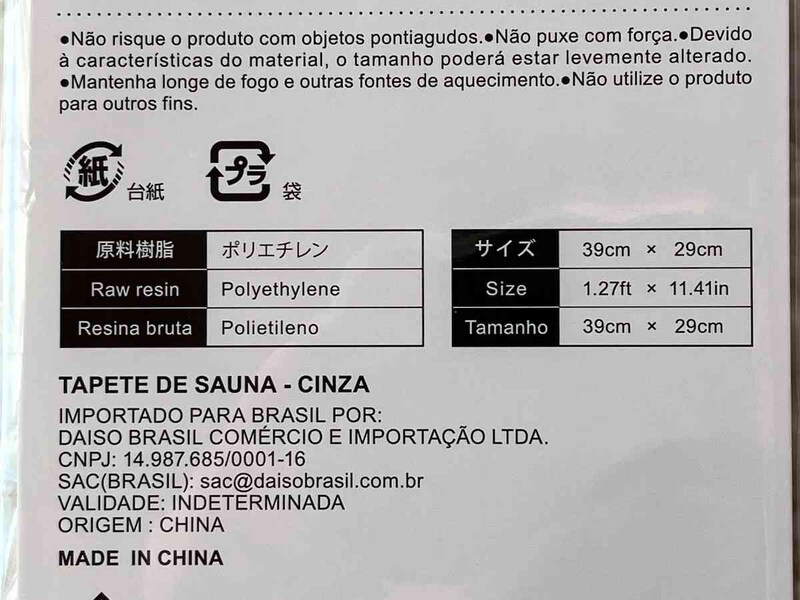 ●Não risque o produto com objetos pontiagudos.●Não puxe com força.●Devido
à características do material, o tamanho poderá estar levemente alterado.
●Mantenha longe de fogo e outras fontes de aquecimento.●Não utilize o produto
para outros fins.
紙 台紙 プラ 袋
原料樹脂 ポリエチレン
Raw resin Polyethylene
Resina bruta Polietileno
サイズ 39cm × 29cm
Size 1.27ft × 11.41in
Tamanho 39cm × 29cm
TAPETE DE SAUNA - CINZA
IMPORTADO PARA BRASIL POR:
DAISO BRASIL COMÉRCIO E IMPORTAÇÃO LTDA.
CNPJ: 14.987.685/0001-16
SAC(BRASIL): sac@daisobrasil.com.br
VALIDADE: INDETERMINADA
ORIGEM : CHINA
MADE IN CHINA